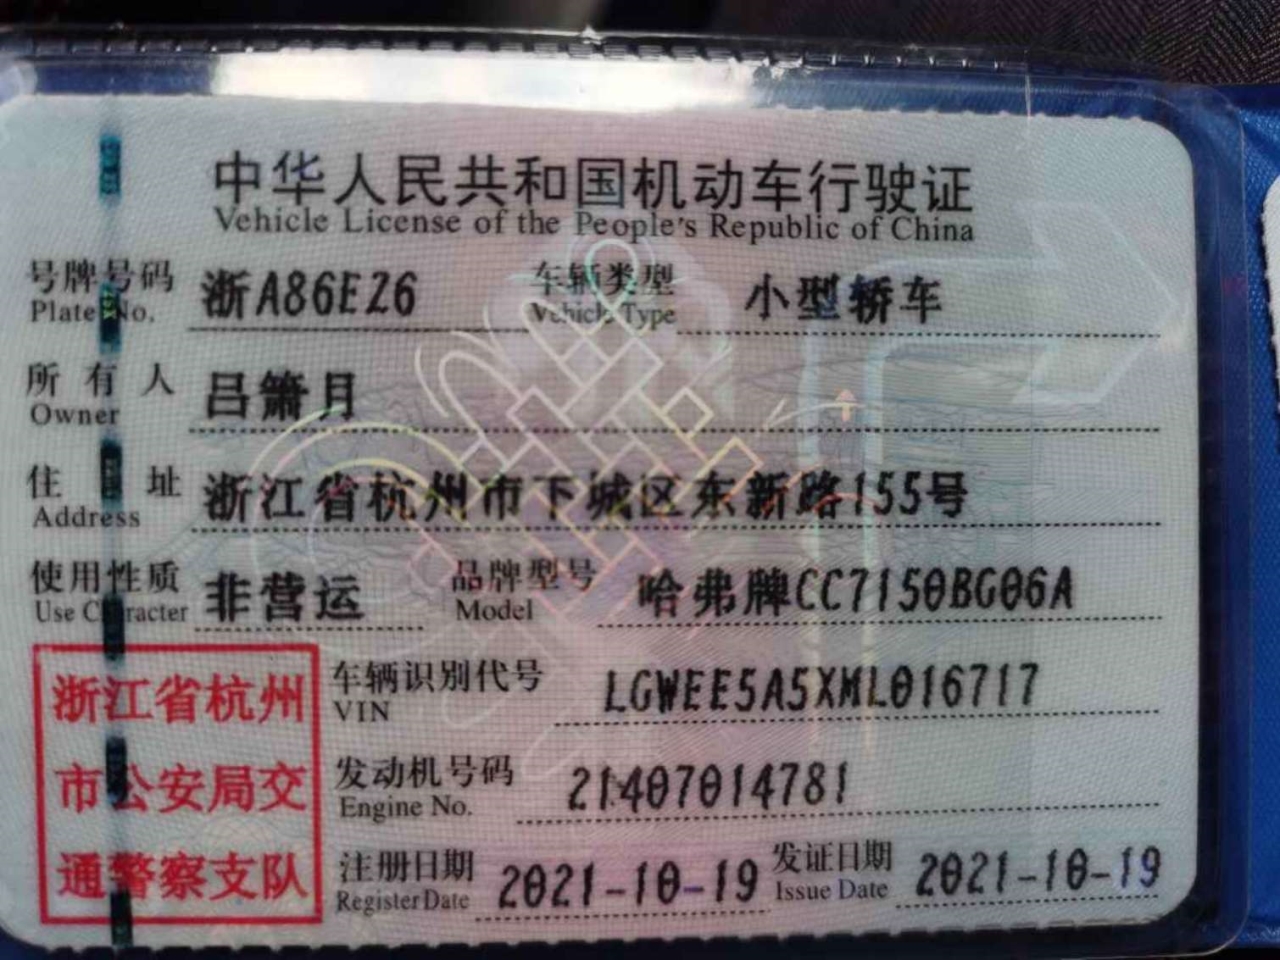 中华人民共和国机动车行驶证
Vehicle License of the People's Republic of China
号牌号码 浙A86E26 车辆类型 小型轿车
Plate No. Vehicle Type
所有人 吕箫月
Owner
住址 浙江省杭州市下城区东新路155号
Address
使用性质 非营运 品牌型号 哈弗牌CC7150BG06A
Use Character Model
浙江省杭州
市公安局交
通警察支队
车辆识别代号 LGWEE5A5XML016717
VIN
发动机号码 21407014781
Engine No.
注册日期 2021-10-19 发证日期 2021-10-19
Register Date Issue Date